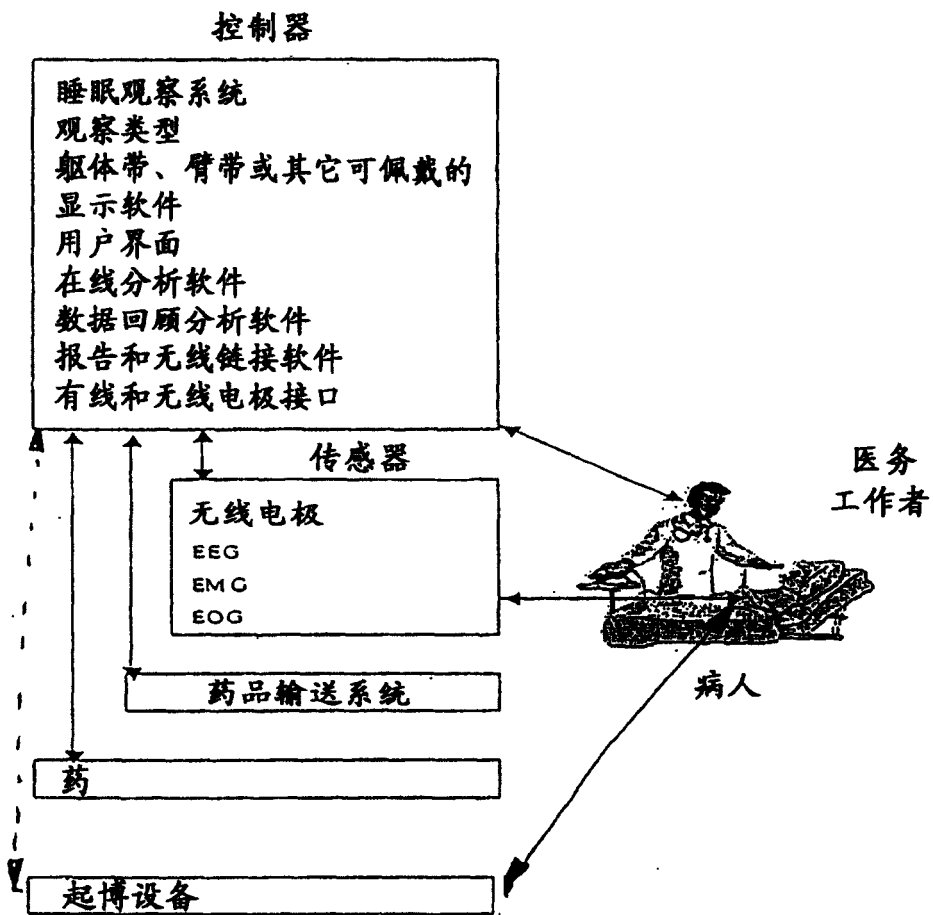 控制器
睡眠观察系统
观察类型
躯体带、臂带或其它可佩戴的
显示软件
用户界面
在线分析软件
数据回顾分析软件
报告和无线链接软件
有线和无线电极接口
传感器
无线电极
EEG
EMG
EOG
医务
工作者
药品输送系统
病人
药
起博设备